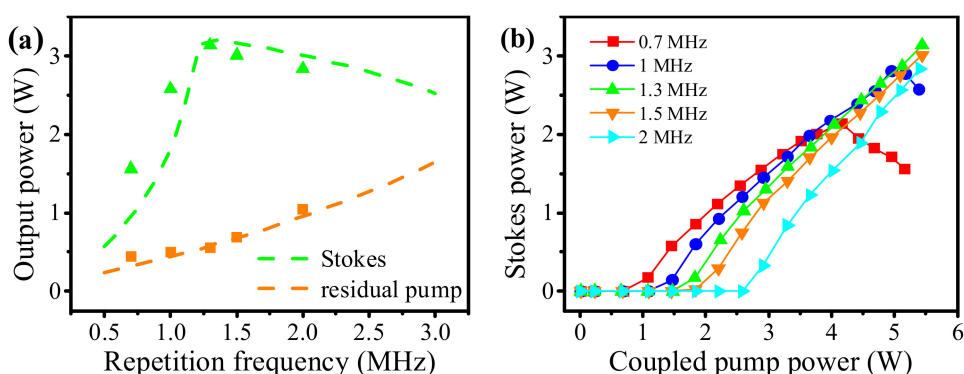 (a)
Output power (W)
3
2
1
0
Stokes
residual pump
0.5 1.0 1.5 2.0 2.5 3.0
Repetition frequency (MHz)
(b)
Stokes power (W)
3
2
1
0
0.7 MHz
1 MHz
1.3 MHz
1.5 MHz
2 MHz
0 1 2 3 4 5 6
Coupled pump power (W)